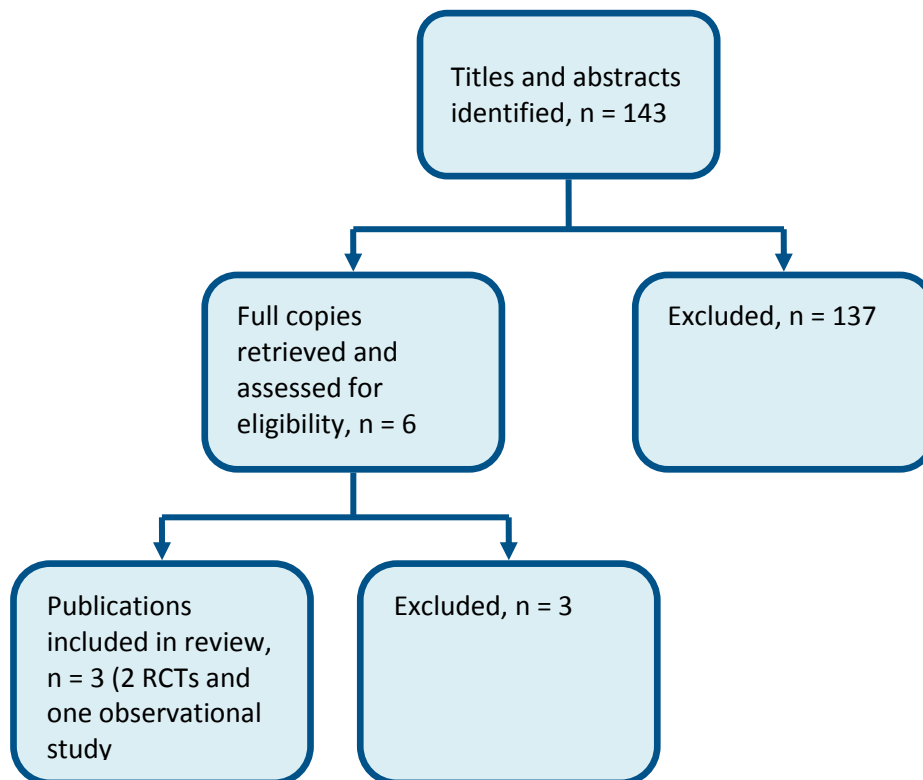 Titles and abstracts
identified, n = 143
Full copies
retrieved and
assessed for
eligibility, n = 6
Excluded, n = 137
Publications
included in review,
n = 3 (2 RCTs and
one observational
study
Excluded, n = 3